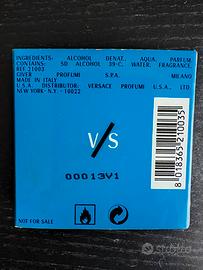 INGREDIENTS: ALCOHOL DENAT. AQUA. PARFUM
CONTAINS: SD ALCOHOL 39-C. WATER. FRAGRANCE
REF 21003
GIVER PROFUMI S.P.A. MILANO
MADE IN ITALY
U.S.A DISTRIBUTOR: VERSACE PROFUMI U.S.A., LTD
NEW YORK- N.Y. - 10022
V/S
00013V1
8 018365 210035
NOT FOR SALE
subito